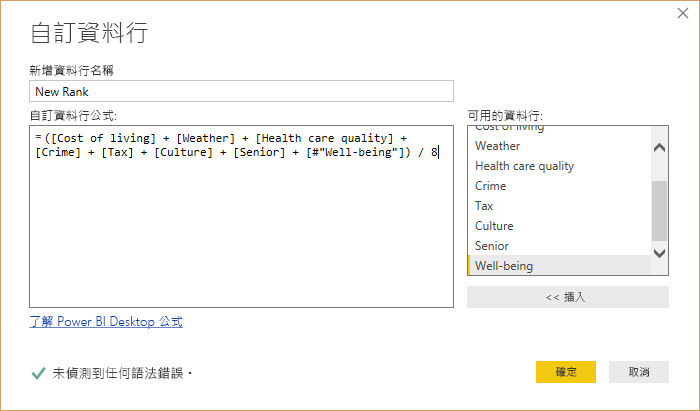 自訂資料行
新增資料行名稱
New Rank
自訂資料行公式:
= ([Cost of living] + [Weather] + [Health care quality] +
[Crime] + [Tax] + [Culture] + [Senior] + [#"Well-being"]) / 8
可用的資料行:
Cost of living
Weather
Health care quality
Crime
Tax
Culture
Senior
Well-being
<< 插入
了解 Power BI Desktop 公式
未偵測到任何語法錯誤。
確定
取消